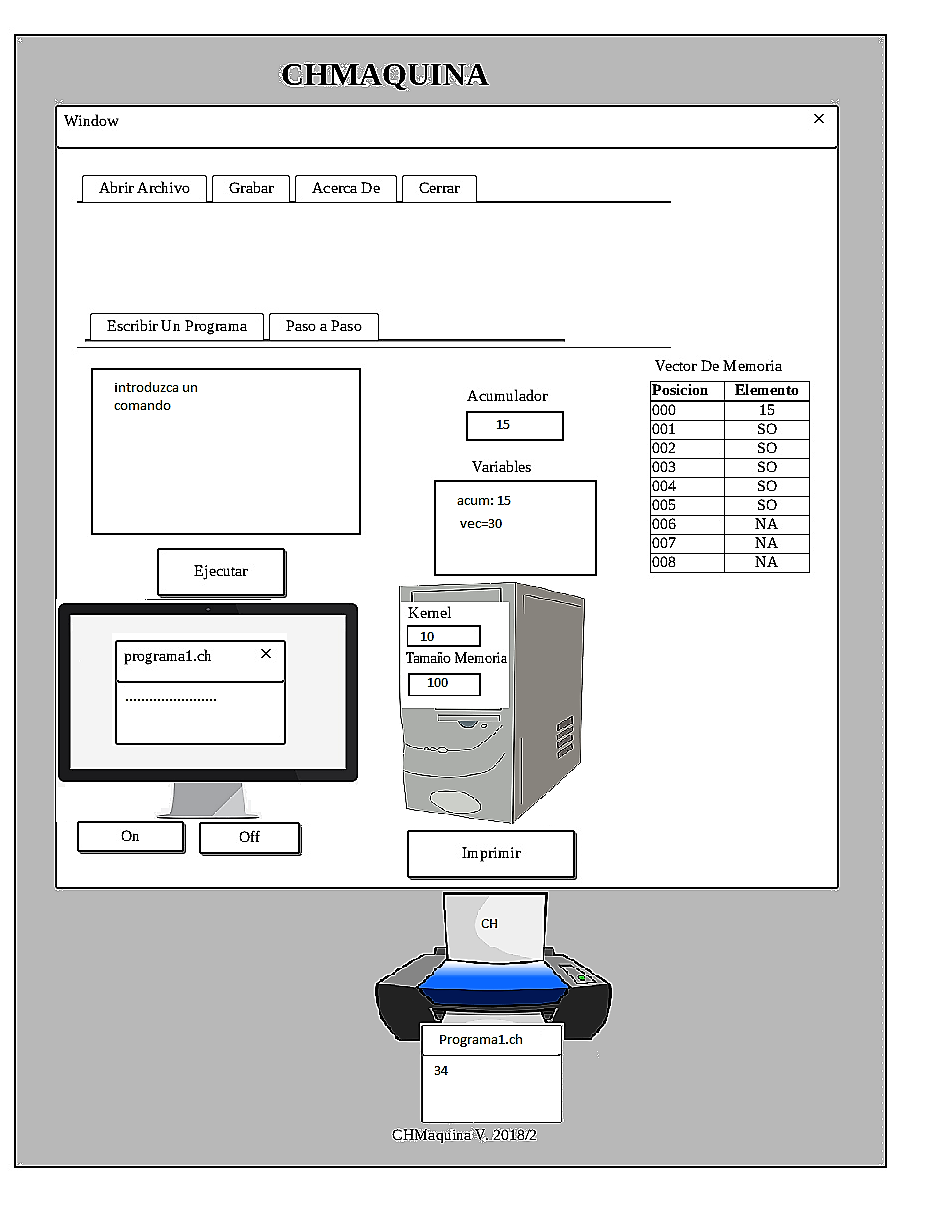 CHMAQUINA
Window
Abrir Archivo Grabar Acerca De Cerrar
Escribir Un Programa Paso a Paso
introduzca un
comando
Ejecutar
Acumulador
15
Variables
acum: 15
vec=30
Vector De Memoria
Posicion Elemento
000 15
001 SO
002 SO
003 SO
004 SO
005 SO
006 NA
007 NA
008 NA
programa1.ch
.......................
On Off
Kernel
10
Tamaño Memoria
100
Imprimir
CH
Programa1.ch
34
CHMaquina V. 2018/2